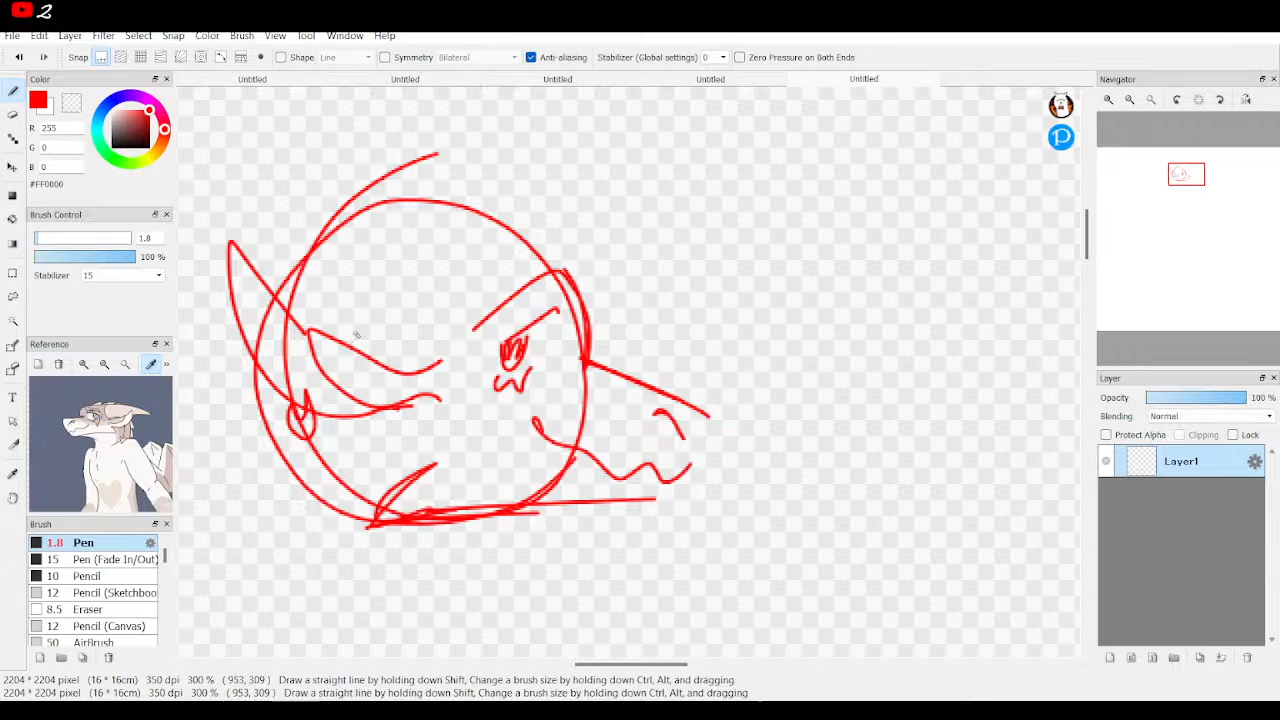 2
File Edit Layer Filter Select Snap Color Brush View Tool Window Help
Snap Shape Line Symmetry Bilateral Anti-aliasing Stabilizer (Global settings) 0 Zero Pressure on Both Ends
Color
Untitled Untitled Untitled Untitled Untitled
Navigator
R 255
G 0
B 0
#FF0000
Brush Control
1.8
100 %
Stabilizer 15
Reference
Layer
Opacity 100 %
Blending Normal
Protect Alpha Clipping Lock
Layer1
Brush
1.8 Pen
15 Pen (Fade In/Out)
10 Pencil
12 Pencil (Sketchboo
8.5 Eraser
12 Pencil (Canvas)
50 AirBrush
2204 * 2204 pixel (16 * 16cm) 350 dpi 300 % ( 953, 309 ) Draw a straight line by holding down Shift, Change a brush size by holding down Ctrl, Alt, and dragging
2204 * 2204 pixel (16 * 16cm) 350 dpi 300 % ( 953, 309 ) Draw a straight line by holding down Shift, Change a brush size by holding down Ctrl, Alt, and dragging